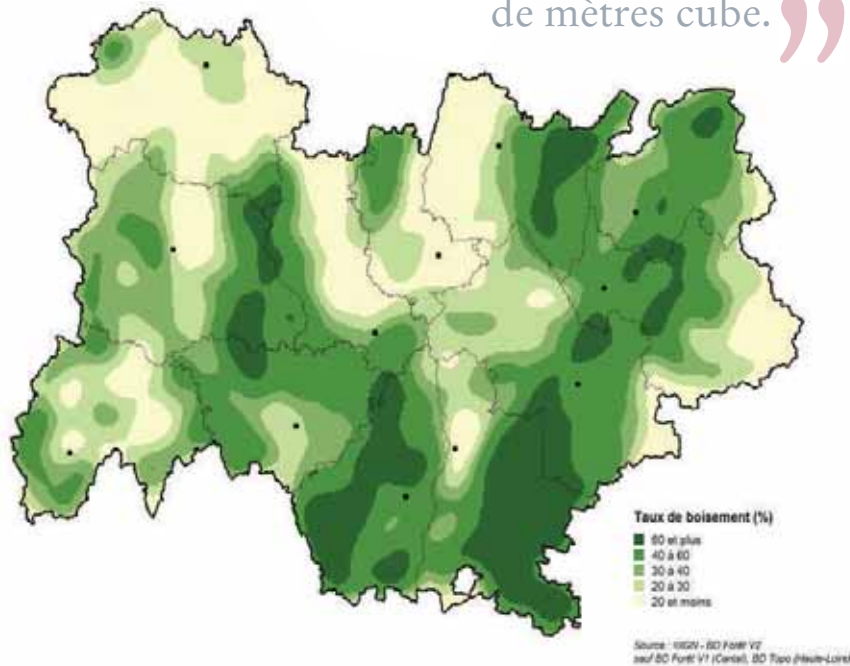 de mètres cube. ”
Taux de boisement (%)
60 et plus
40 à 60
30 à 40
20 à 30
20 et moins
Source : ©IGN - BD Forêt V2
sauf BD Forêt V1 (Cantal), BD Topo (Haute-Loire)